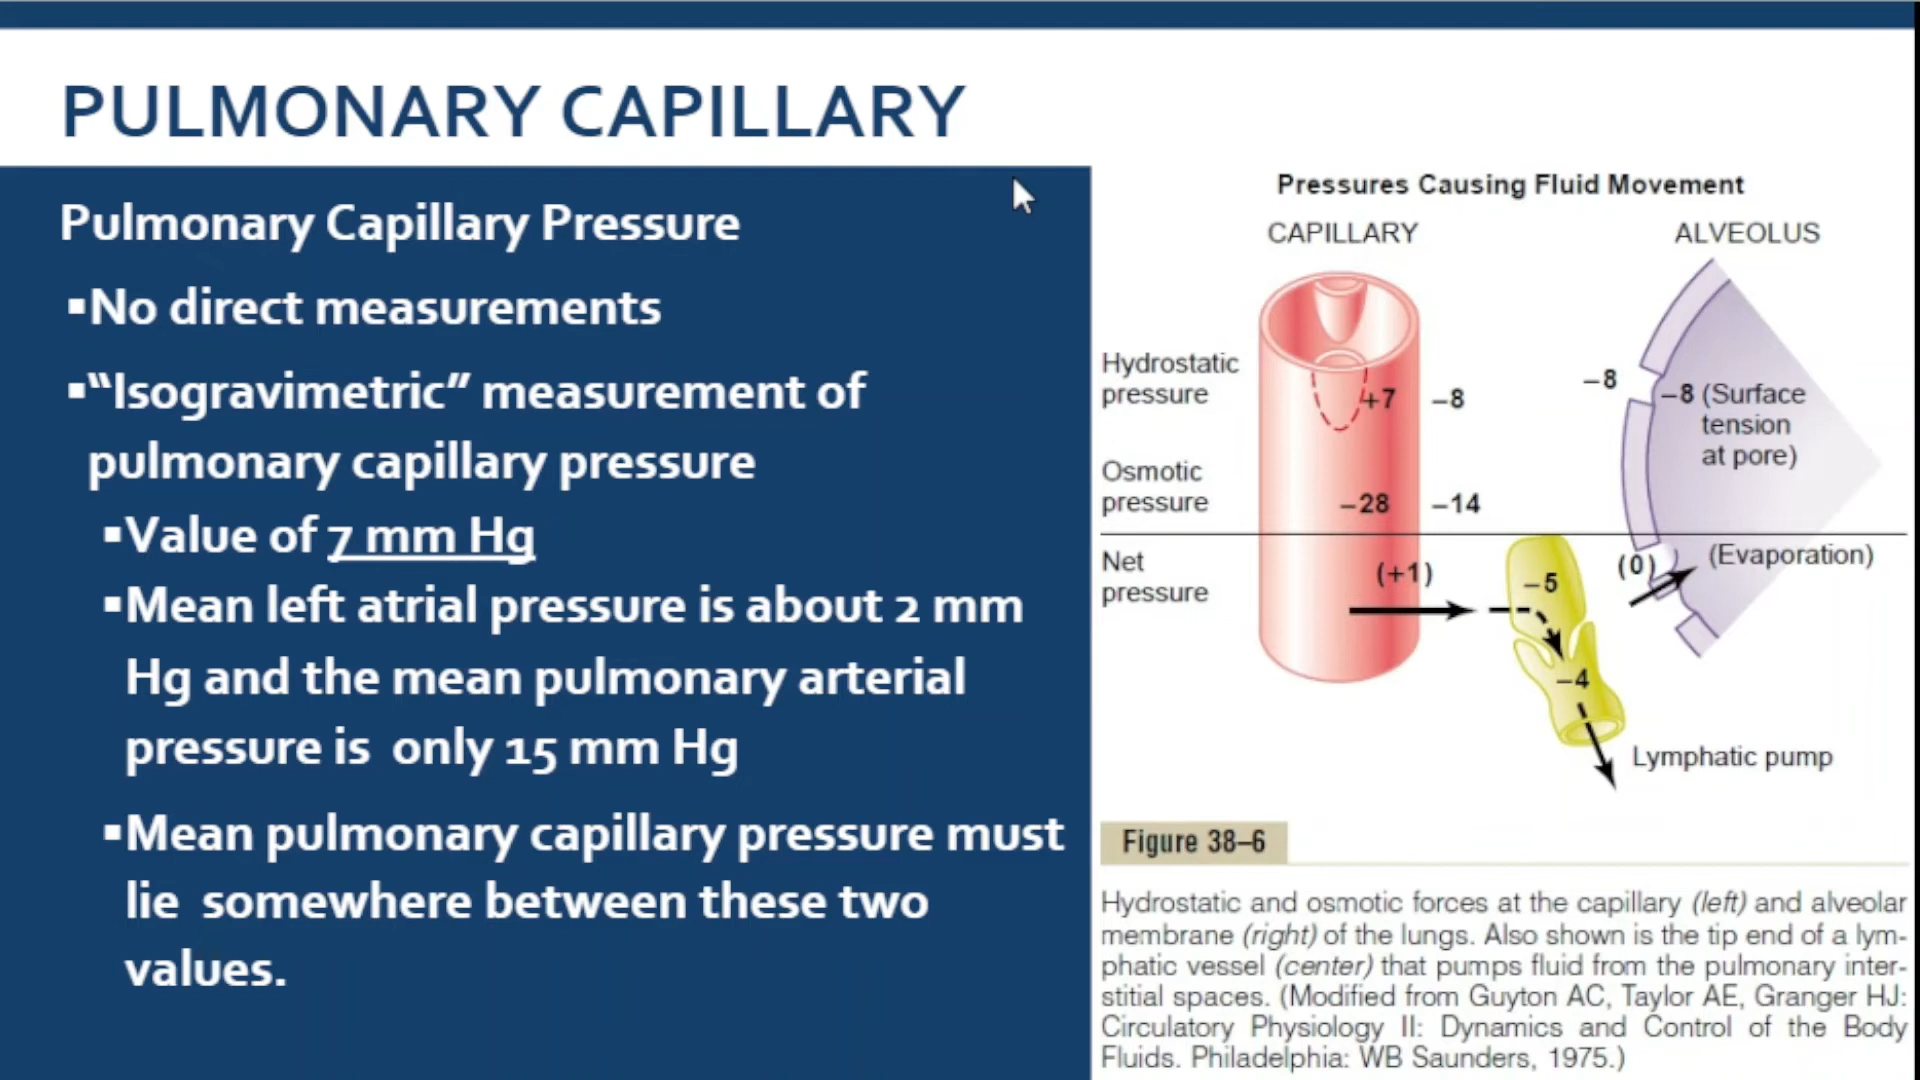 PULMONARY CAPILLARY
Pulmonary Capillary Pressure
▪No direct measurements
▪“Isogravimetric” measurement of
pulmonary capillary pressure
▪Value of 7 mm Hg
▪Mean left atrial pressure is about 2 mm
Hg and the mean pulmonary arterial
pressure is only 15 mm Hg
▪Mean pulmonary capillary pressure must
lie somewhere between these two
values.
Pressures Causing Fluid Movement
CAPILLARY
ALVEOLUS
Hydrostatic
pressure
+7
–8
–8
–8 (Surface
tension
at pore)
Osmotic
pressure
–28
–14
Net
pressure
(+1)
–5
(0)
(Evaporation)
–4
Lymphatic pump
Figure 38–6
Hydrostatic and osmotic forces at the capillary (left) and alveolar
membrane (right) of the lungs. Also shown is the tip end of a lym-
phatic vessel (center) that pumps fluid from the pulmonary inter-
stitial spaces. (Modified from Guyton AC, Taylor AE, Granger HJ:
Circulatory Physiology II: Dynamics and Control of the Body
Fluids. Philadelphia: WB Saunders, 1975.)